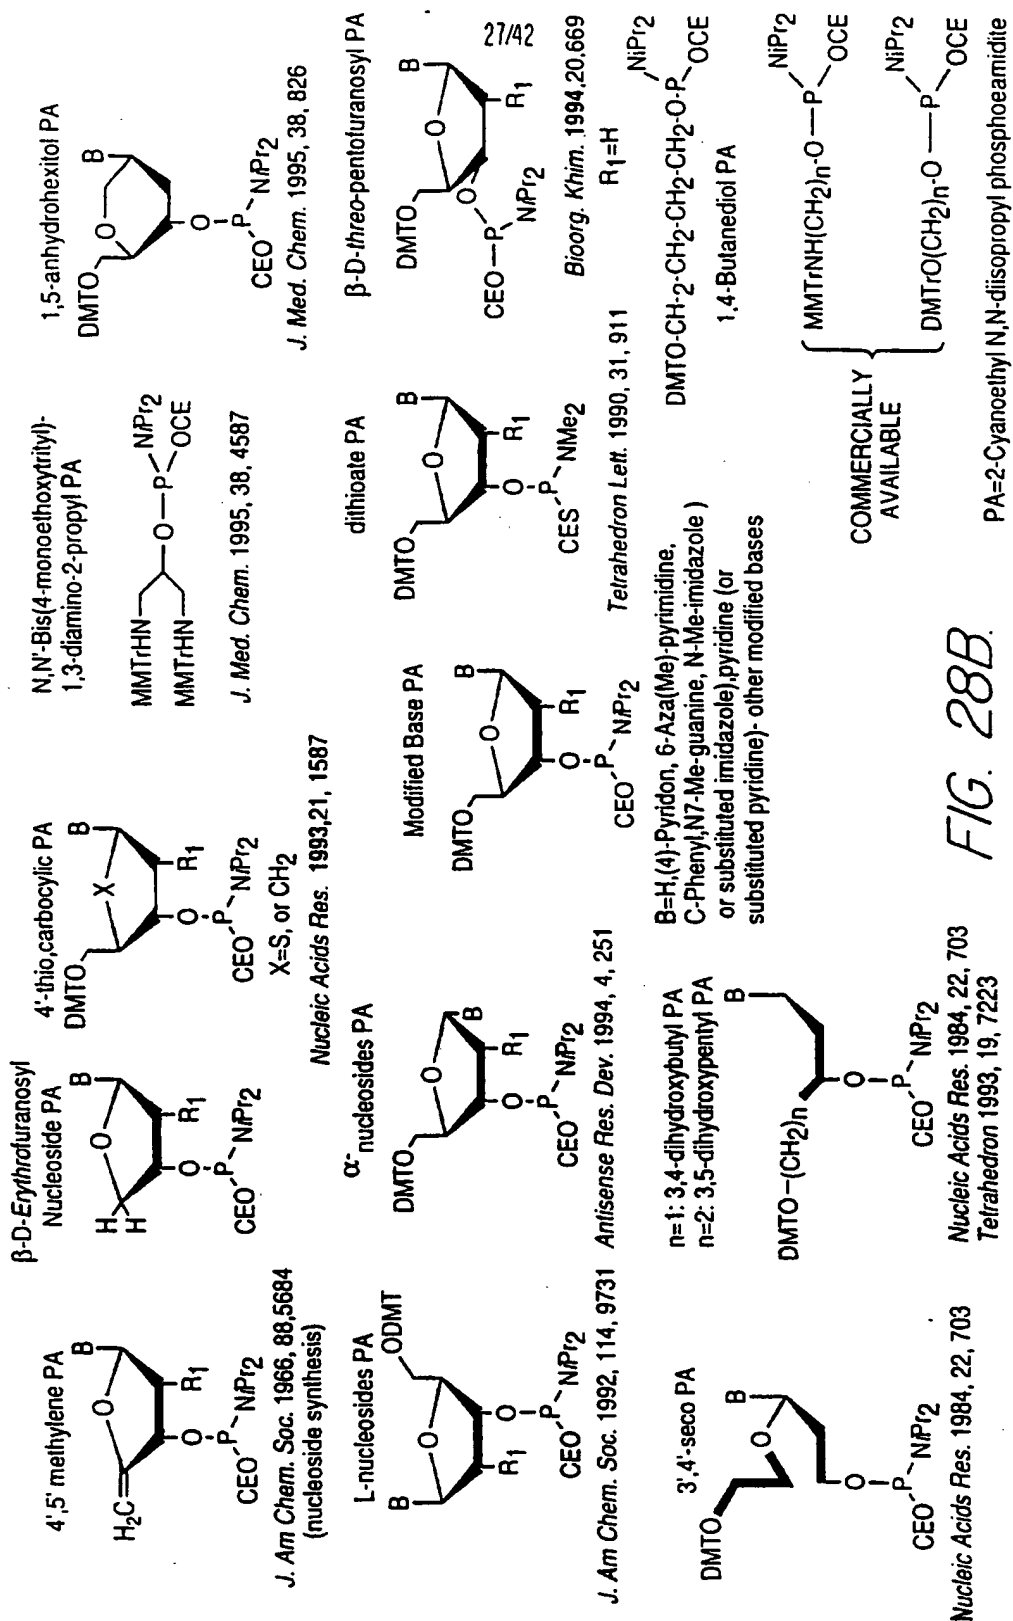 27/42
4',5' methylene PA
H2C
O
B
R1
O
P
CEO
NiPr2
J. Am Chem. Soc. 1966, 88,5684
(nucleoside synthesis)
β-D-Erythrofuranosyl
Nucleoside PA
H
H
O
B
R1
O
P
CEO
NiPr2
4'-thio,carbocylic PA
DMTO
X
B
R1
O
P
CEO
NiPr2
X=S, or CH2
Nucleic Acids Res. 1993,21, 1587
N,N'-Bis(4-monoethoxytrityl)-
1,3-diamino-2-propyl PA
MMTrHN
MMTrHN
O
P
NiPr2
OCE
J. Med. Chem. 1995, 38, 4587
1,5-anhydrohexitol PA
DMTO
O
B
O
P
CEO
NiPr2
J. Med. Chem. 1995, 38, 826
L-nucleosides PA
B
O
ODMT
R1
O
P
CEO
NiPr2
J. Am Chem. Soc. 1992, 114, 9731
α-
nucleosides PA
DMTO
O
B
R1
O
P
CEO
NiPr2
Antisense Res. Dev. 1994, 4, 251
Modified Base PA
DMTO
O
B
R1
O
P
CEO
NiPr2
B=H,(4)-Pyridon, 6-Aza(Me)-pyrimidine,
C-Phenyl,N7-Me-guanine, N-Me-imidazole )
or substituted imidazole),pyridine (or
substituted pyridine)- other modified bases
dithioate PA
DMTO
O
B
R1
O
P
CES
NMe2
Tetrahedron Lett. 1990, 31, 911
β-D-threo-pentofuranosyl PA
DMTO
O
B
O
R1
CEO
P
NiPr2
Bioorg. Khim. 1994,20,669
R1=H
3',4'-seco PA
DMTO
O
B
O
P
CEO
NiPr2
Nucleic Acids Res. 1984, 22, 703
n=1: 3,4-dihydroxybutyl PA
n=2: 3,5-dihydroxypentyl PA
DMTO-(CH2)n
B
O
P
CEO
NiPr2
Nucleic Acids Res. 1984, 22, 703
Tetrahedron 1993, 19, 7223
DMTO-CH-2-CH2-CH2-CH2-O-P
NiPr2
OCE
1,4-Butanediol PA
COMMERCIALLY
AVAILABLE
MMTrNH(CH2)n-O-P
NiPr2
OCE
DMTrO(CH2)n-O-P
NiPr2
OCE
PA=2-Cyanoethyl N,N-diisopropyl phosphoeamidite
FIG. 28B.